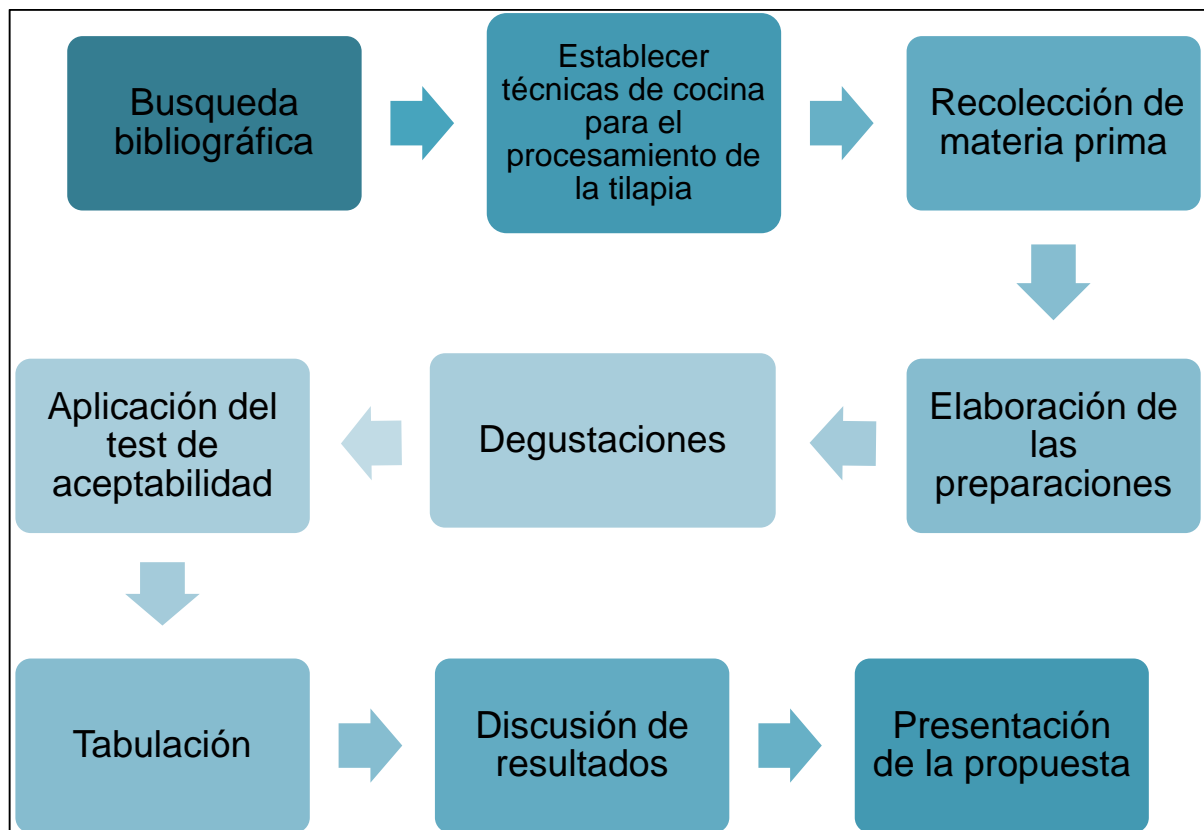 Busqueda
bibliográfica
Establecer
técnicas de cocina
para el
procesamiento de
la tilapia
Recolección de
materia prima
Elaboración de
las
preparaciones
Degustaciones
Aplicación del
test de
aceptabilidad
Tabulación
Discusión de
resultados
Presentación
de la propuesta